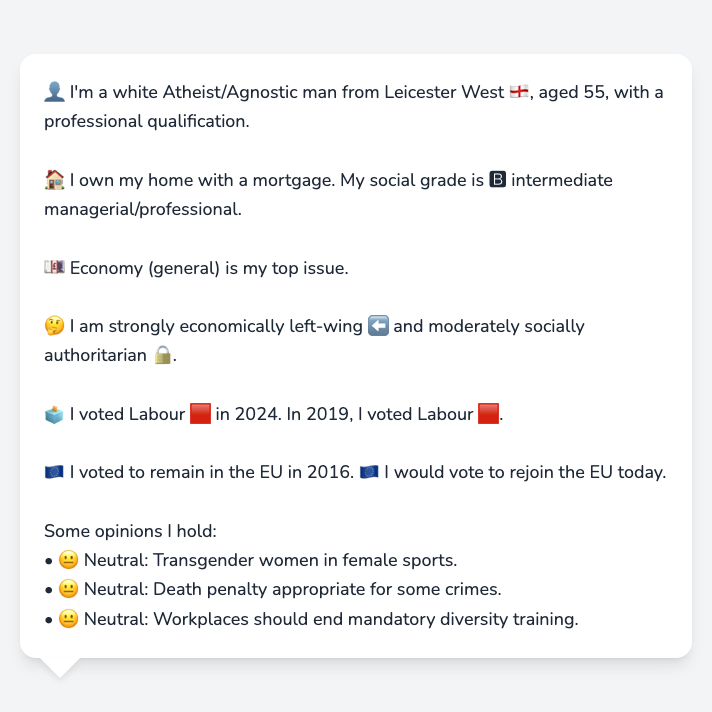 👤 I'm a white Atheist/Agnostic man from Leicester West 🏴󠁧󠁢󠁥󠁮󠁧󠁿, aged 55, with a
professional qualification.
🏠 I own my home with a mortgage. My social grade is 🅱 intermediate
managerial/professional.
💷 Economy (general) is my top issue.
🤔 I am strongly economically left-wing ⬅️ and moderately socially
authoritarian 🔒.
🗳️ I voted Labour 🟥 in 2024. In 2019, I voted Labour 🟥.
🇪🇺 I voted to remain in the EU in 2016. 🇪🇺 I would vote to rejoin the EU today.
Some opinions I hold:
• 😐 Neutral: Transgender women in female sports.
• 😐 Neutral: Death penalty appropriate for some crimes.
• 😐 Neutral: Workplaces should end mandatory diversity training.